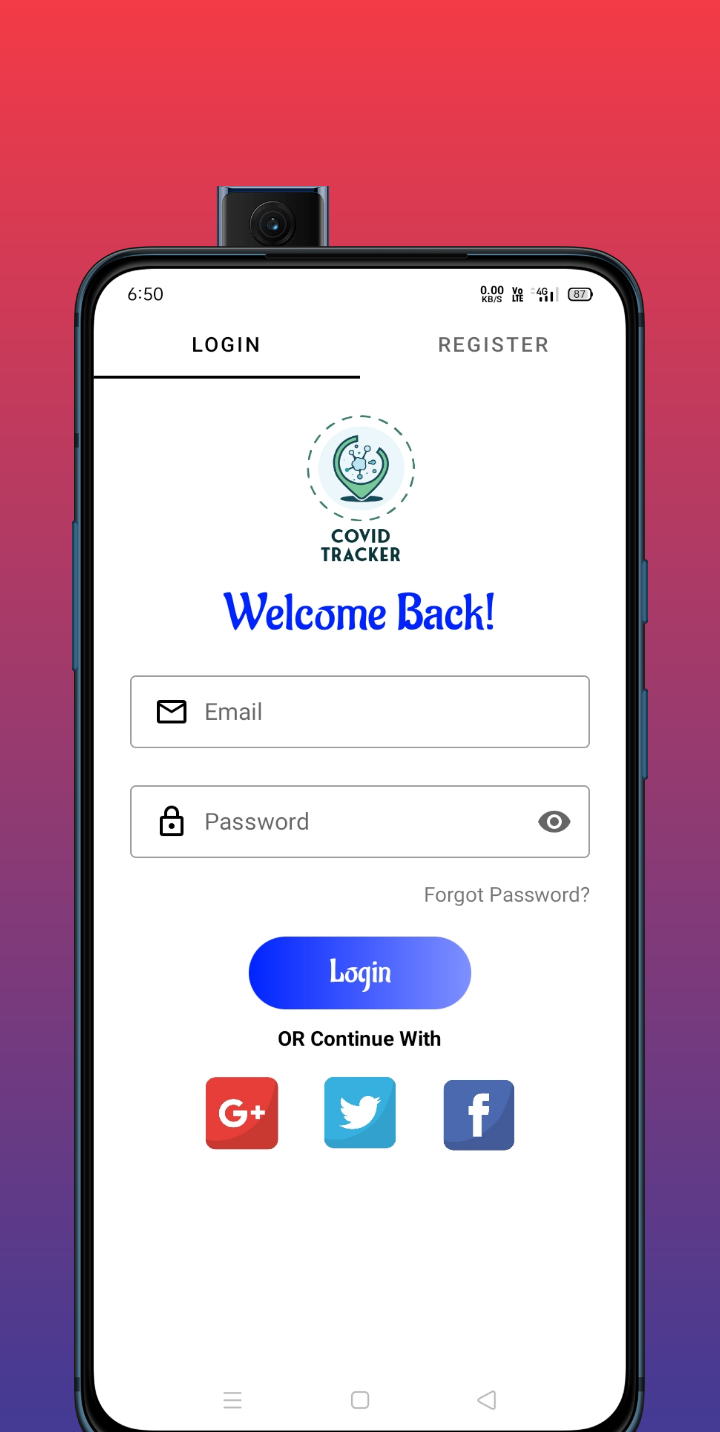 6:50
0.00
KB/S
Vo
LTE
4G
87
LOGIN
REGISTER
COVID
TRACKER
Welcome Back!
Email
Password
Forgot Password?
Login
OR Continue With
G+
f